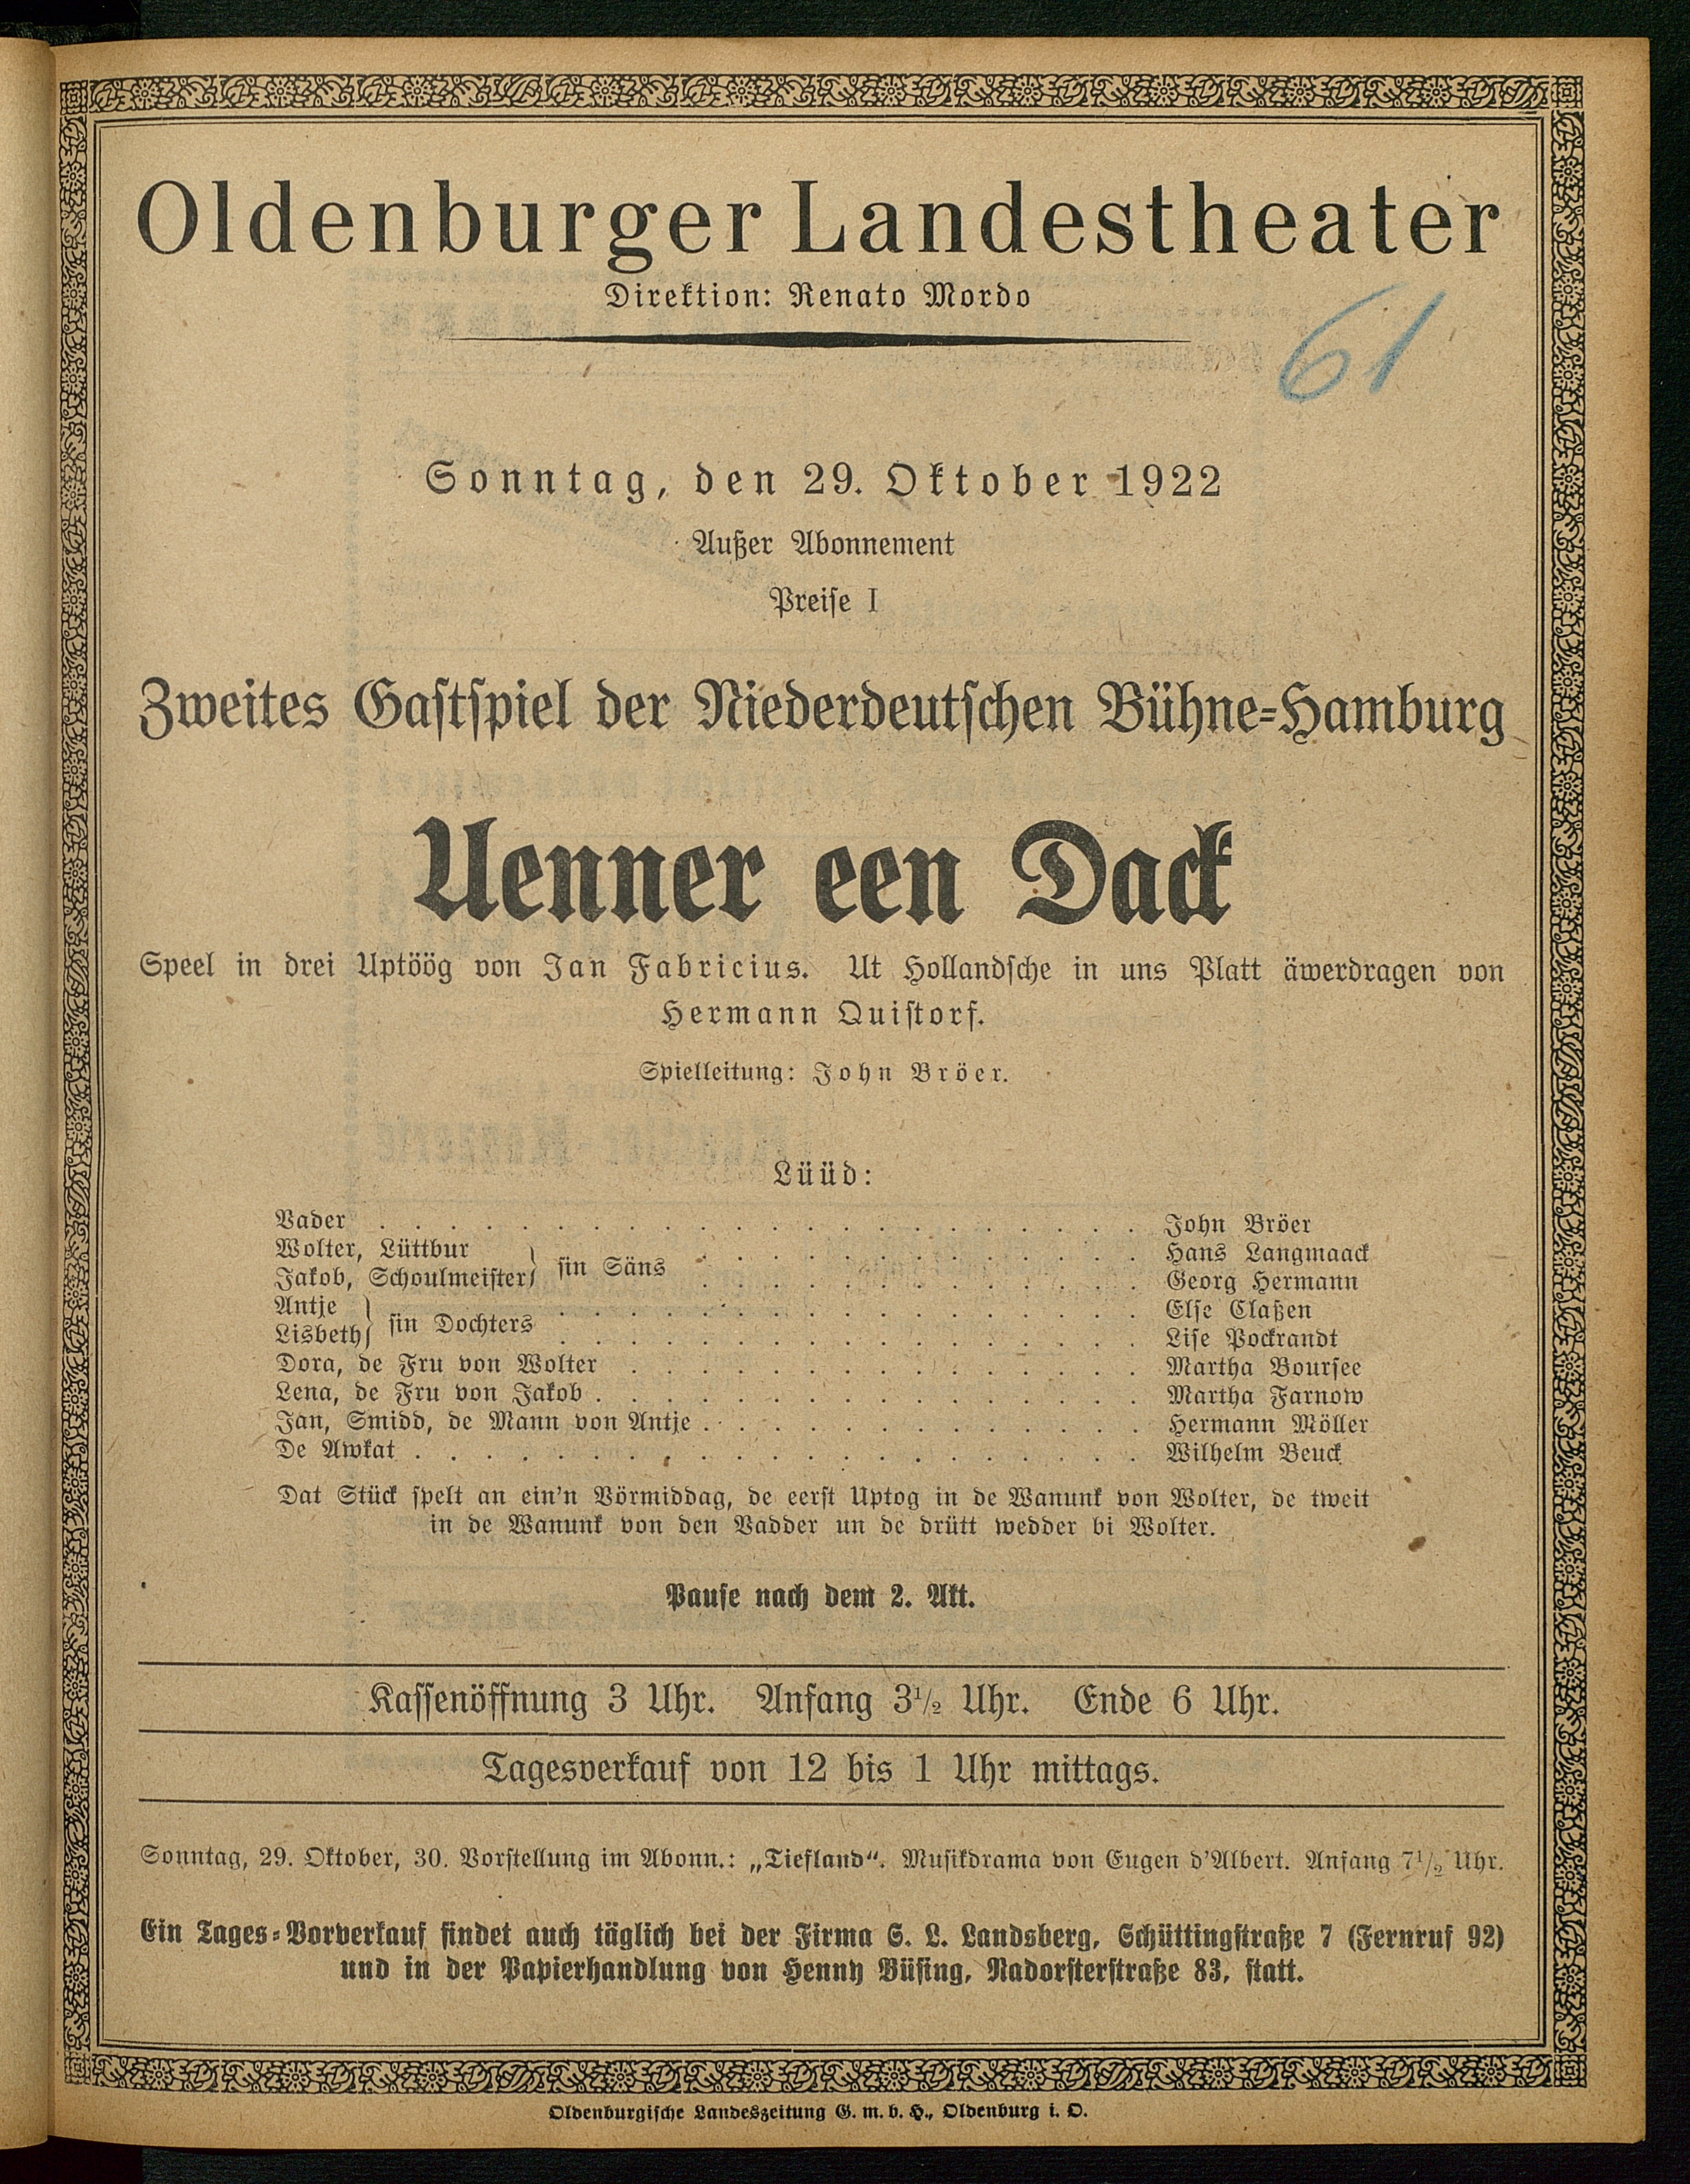 Oldenburger Landestheater
Direktion: Renato Mordo
61
Sonntag, den 29. Oktober 1922
Außer Abonnement
Preise I
Zweites Gastspiel der Niederdeutschen Bühne-Hamburg
Uenner een Dack
Speel in drei Uptöög von Jan Fabricius. Ut Hollandsche in uns Platt äwerdragen von
Hermann Quistorf.
Spielleitung: John Bröer.
Lüüd:
Vader . . . . . . . . . . . . . . . . . . . . . . John Bröer
Wolter, Lüttbur } sin Säns . . . . . . . . . . . . . Hans Langmaack
Jakob, Schoulmeister } . . . . . . . . . . . . . Georg Hermann
Antje } sin Dochters . . . . . . . . . . . . . . . . . Else Claßen
Lisbeth } . . . . . . . . . . . . . . . . . Lise Pockrandt
Dora, de Fru von Wolter . . . . . . . . . . . . . . . Martha Boursee
Lena, de Fru von Jakob . . . . . . . . . . . . . . . . Martha Farnow
Jan, Smidd, de Mann von Antje . . . . . . . . . . . . . Hermann Möller
De Awkat . . . . . . . . . . . . . . . . . . . . . Wilhelm Beuck
Dat Stück spelt an ein'n Vörmiddag, de eerst Uptog in de Wanunk von Wolter, de tweit
in de Wanunk von den Vadder un de drütt wedder bi Wolter.
Pause nach dem 2. Akt.
Kassenöffnung 3 Uhr. Anfang 3½ Uhr. Ende 6 Uhr.
Tagesverkauf von 12 bis 1 Uhr mittags.
Sonntag, 29. Oktober, 30. Vorstellung im Abonn.: „Tiefland“. Musikdrama von Eugen d'Albert. Anfang 7½ Uhr.
Ein Tages-Vorverkauf findet auch täglich bei der Firma S. L. Landsberg, Schüttingstraße 7 (Fernruf 92)
und in der Papierhandlung von Henny Büsing, Nadorsterstraße 83, statt.
Oldenburgische Landeszeitung G. m. b. H., Oldenburg i. O.